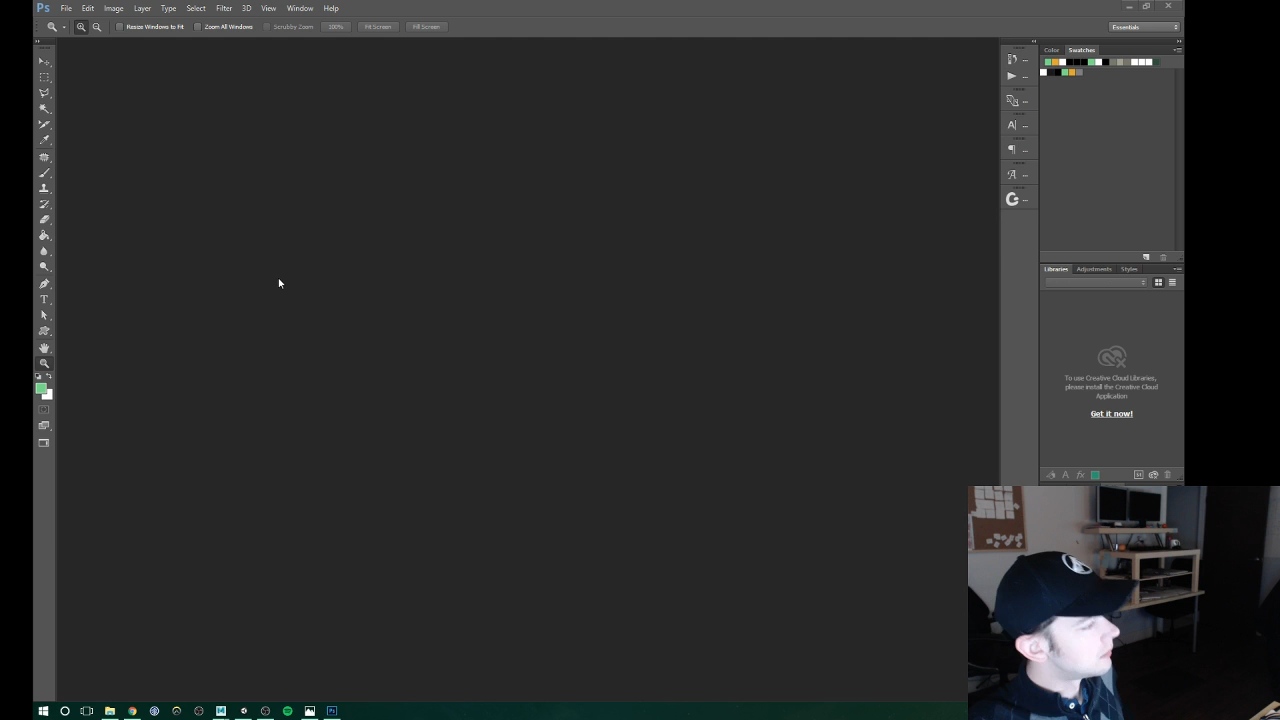 Ps File Edit Image Layer Type Select Filter 3D View Window Help
Resize Windows to Fit Zoom All Windows Scrubby Zoom 100% Fit Screen Fill Screen Essentials
Color Swatches
Libraries Adjustments Styles
To use Creative Cloud Libraries,
please install the Creative Cloud
Application
Get it now!